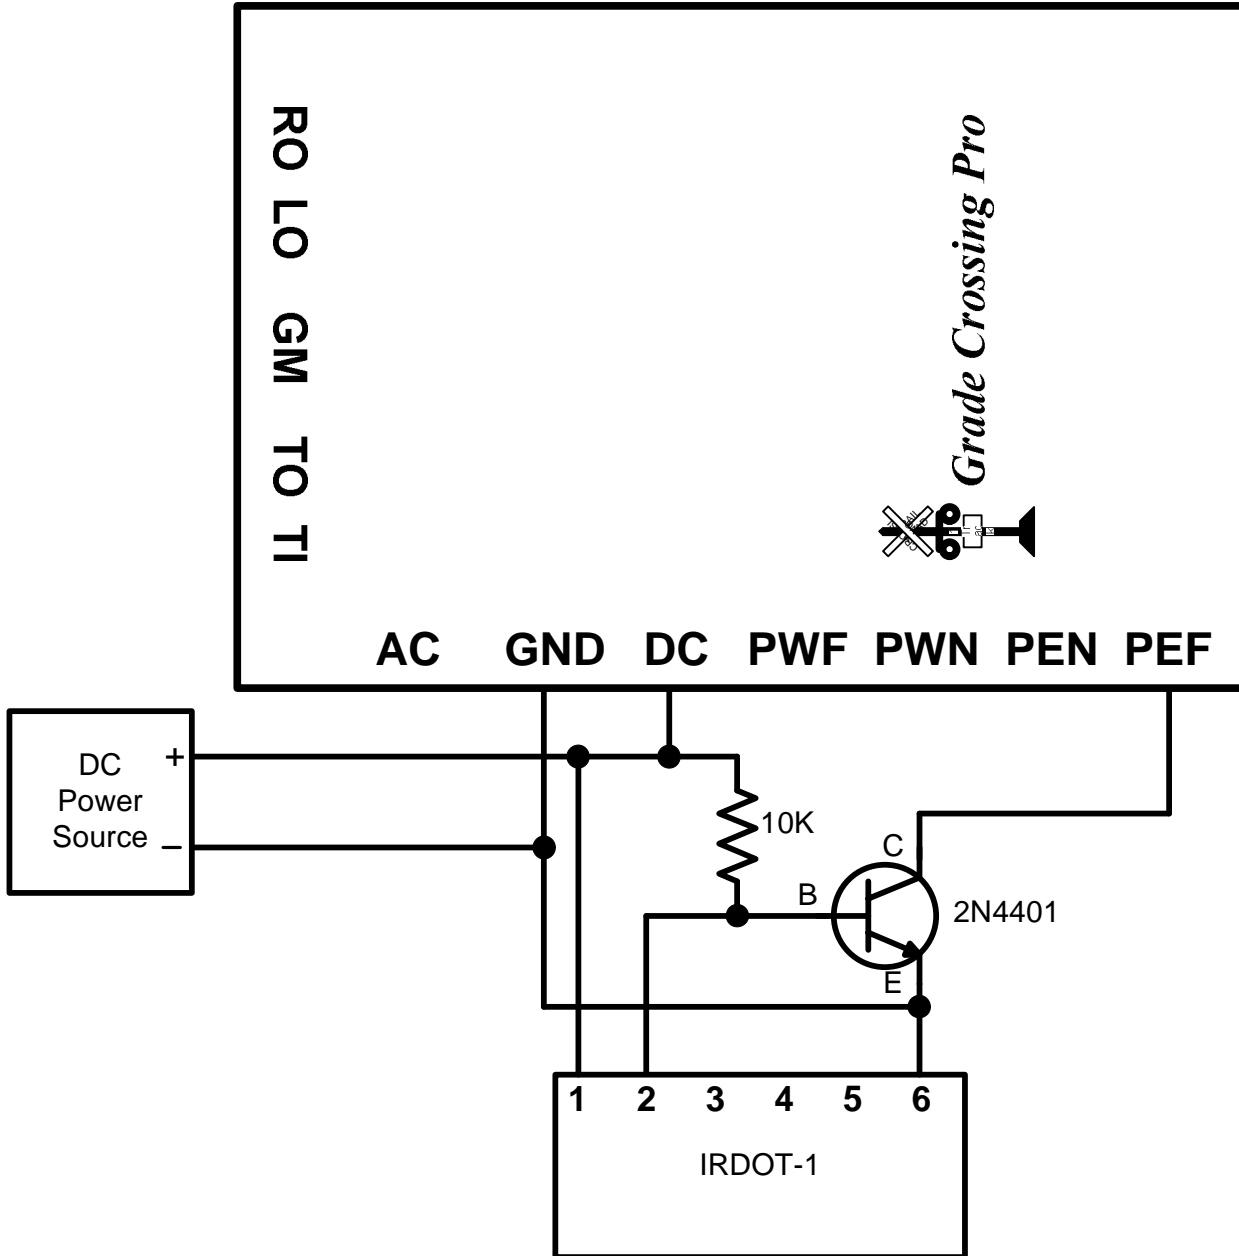 RO LO GM TO TI
Grade Crossing Pro
AC GND DC PWF PWN PEN PEF
DC
Power
Source
+
–
10K
C
B
2N4401
E
1 2 3 4 5 6
IRDOT-1